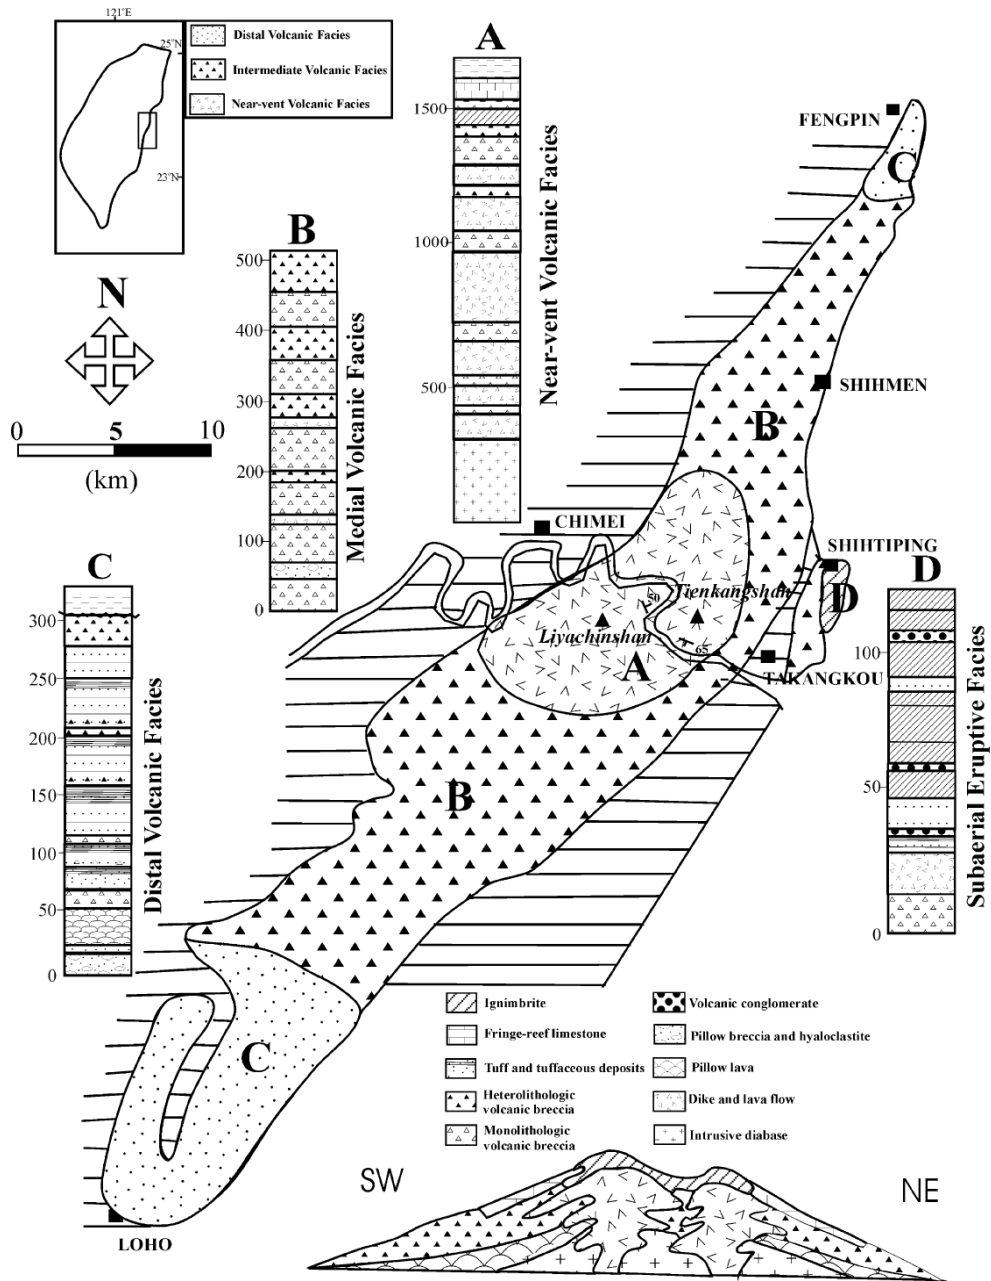 121°E
25°N
23°N
Distal Volcanic Facies
Intermediate Volcanic Facies
Near-vent Volcanic Facies
A
1500
1000
500
Near-vent Volcanic Facies
B
500
400
300
200
100
0
Medial Volcanic Facies
N
0 5 10
(km)
FENGPIN
C
SHIHMEN
B
CHIMEI
SHIHTIPING
D
D
Tienkangshan
50
Liyachinshan
A
65
TAKANGKOU
100
50
0
Subaerial Eruptive Facies
C
300
250
200
150
100
50
0
Distal Volcanic Facies
B
C
LOHO
Ignimbrite
Fringe-reef limestone
Tuff and tuffaceous deposits
Heterolithologic
volcanic breccia
Monolithologic
volcanic breccia
Volcanic conglomerate
Pillow breccia and hyaloclastite
Pillow lava
Dike and lava flow
Intrusive diabase
SW
NE